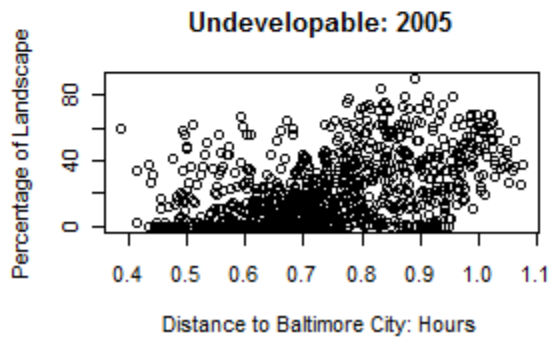 Undevelopable: 2005
Percentage of Landscape
80
40
0
0.4 0.5 0.6 0.7 0.8 0.9 1.0 1.1
Distance to Baltimore City: Hours